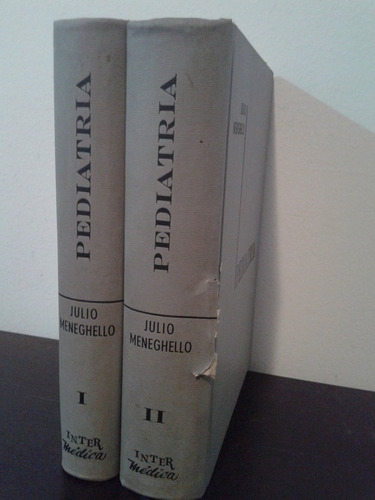 PEDIATRIA
JULIO
MENEGHELLO
I
INTER
Médica
PEDIATRIA
JULIO
MENEGHELLO
II
INTER
Médica